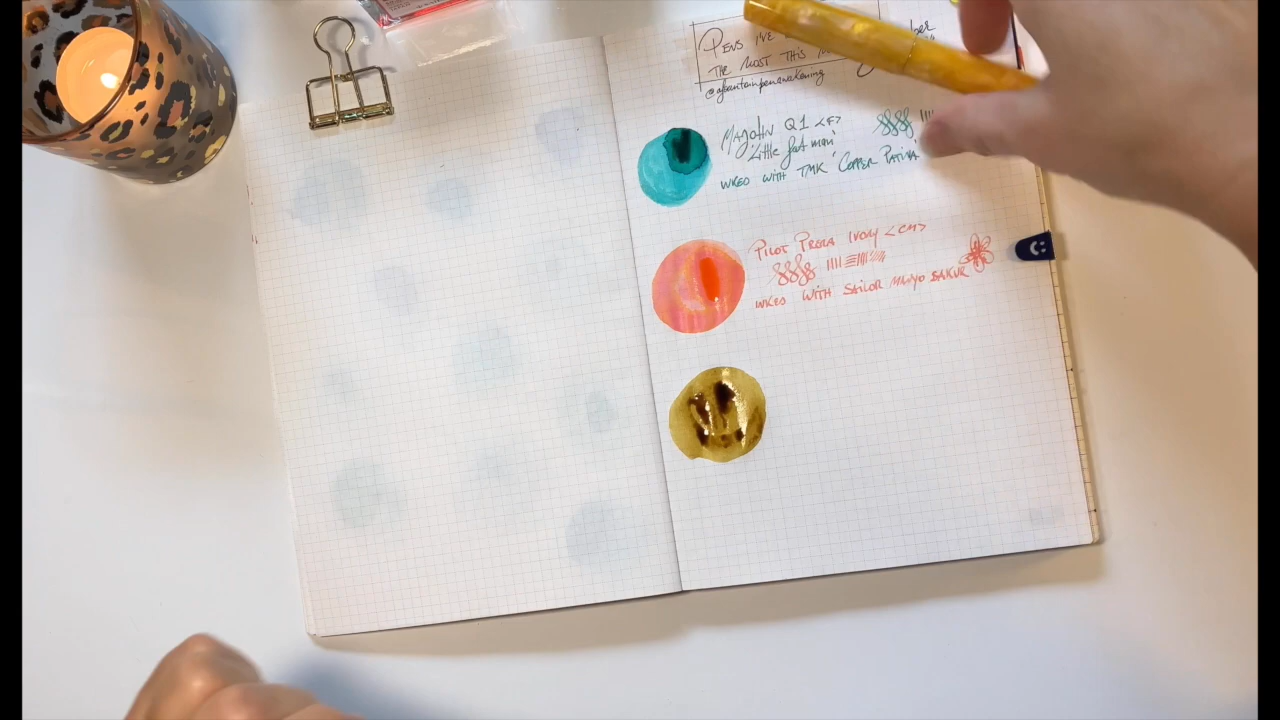 PENS I'VE
THE MOST THIS
@afountainpenawakening
MAJOHN Q1 <F>
'Little fat man'
INKED WITH TMK 'COPPER PATINA'
PILOT PRERA IVORY <CM>
INKED WITH SAILOR MANYO SAKURA